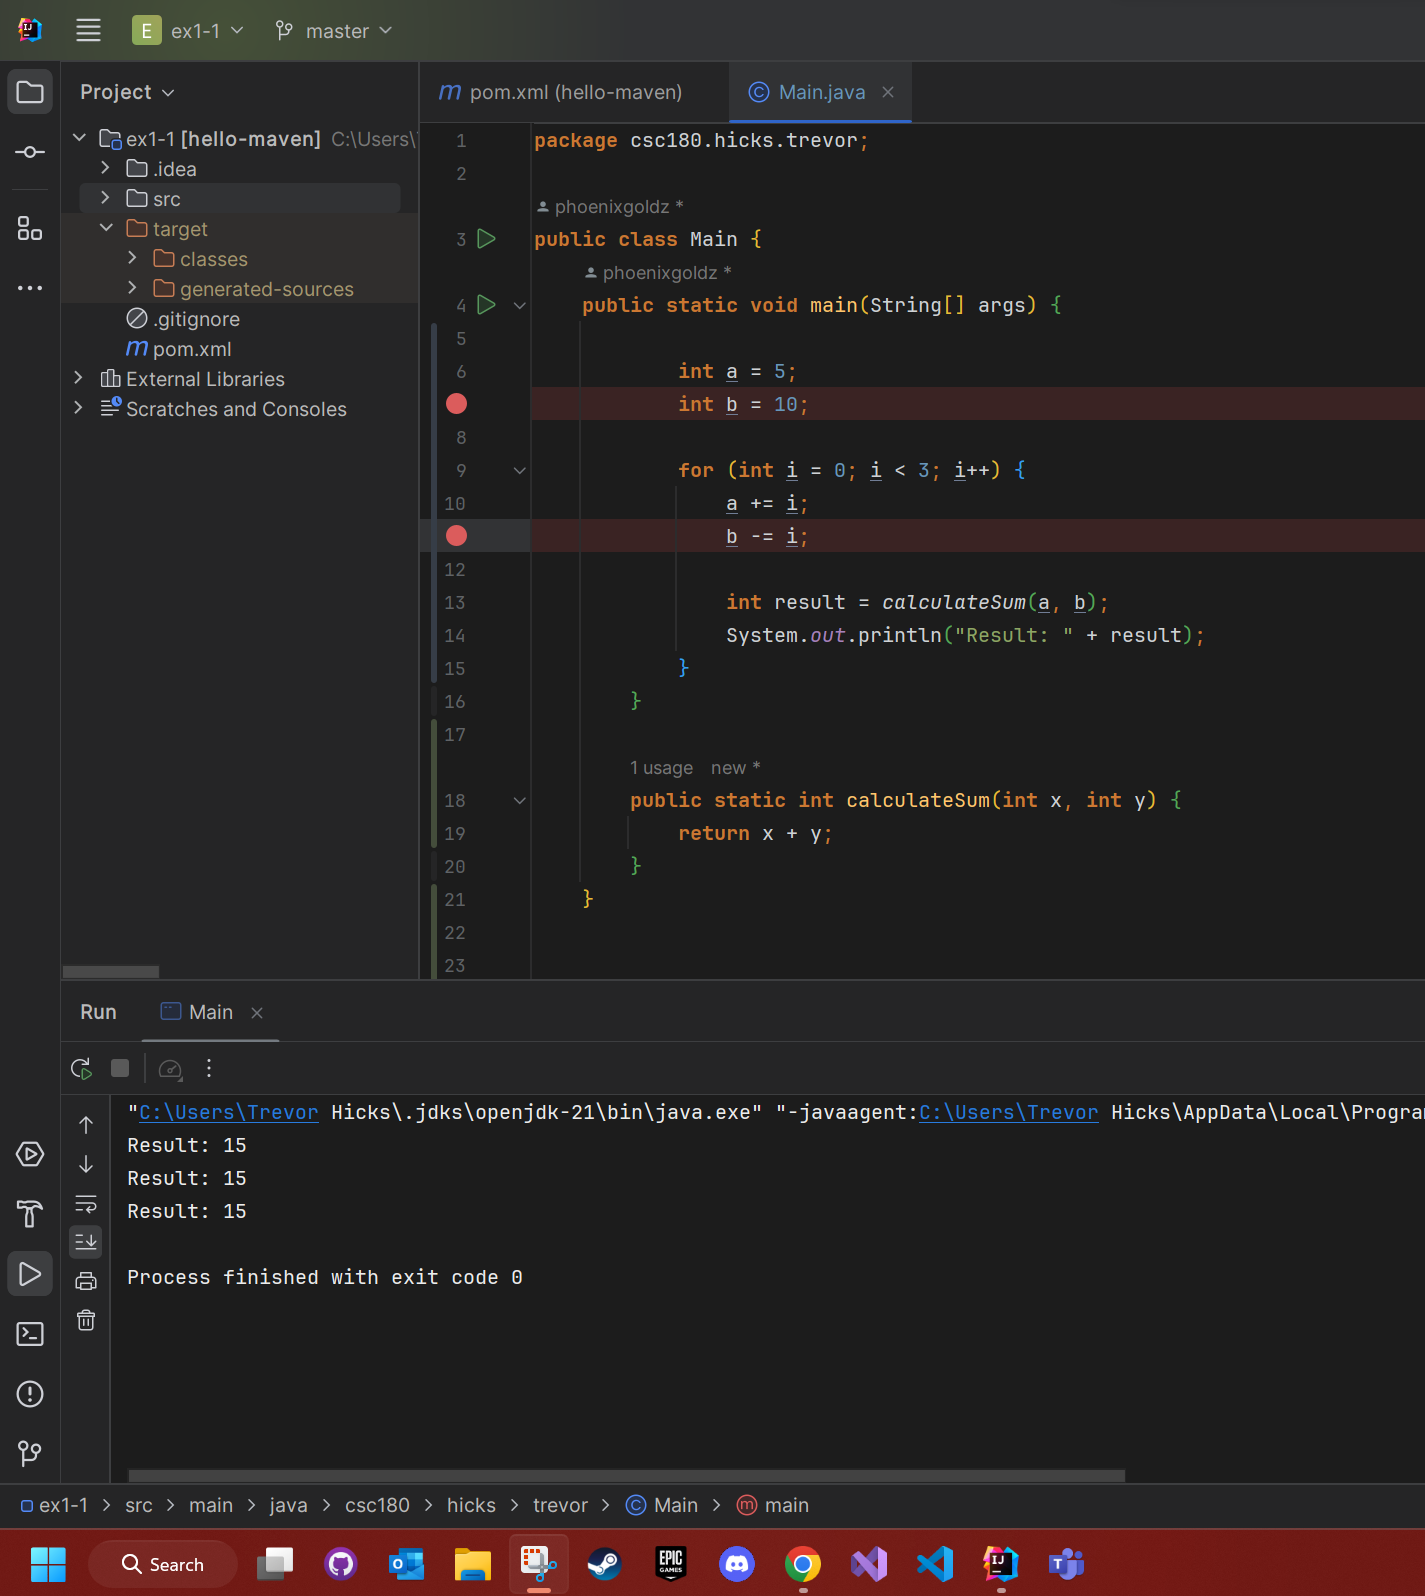 ex1-1 master
Project
pom.xml (hello-maven) Main.java
ex1-1 [hello-maven] C:\Users\
.idea
src
target
classes
generated-sources
.gitignore
pom.xml
External Libraries
Scratches and Consoles
1 package csc180.hicks.trevor;
2
phoenixgoldz *
3 public class Main {
phoenixgoldz *
4 public static void main(String[] args) {
5
6 int a = 5;
int b = 10;
8
9 for (int i = 0; i < 3; i++) {
10 a += i;
b -= i;
12
13 int result = calculateSum(a, b);
14 System.out.println("Result: " + result);
15 }
16 }
17
1 usage new *
18 public static int calculateSum(int x, int y) {
19 return x + y;
20 }
21 }
22
23
Run Main
"C:\Users\Trevor Hicks\.jdks\openjdk-21\bin\java.exe" "-javaagent:C:\Users\Trevor Hicks\AppData\Local\Progra
Result: 15
Result: 15
Result: 15
Process finished with exit code 0
ex1-1 > src > main > java > csc180 > hicks > trevor > Main > main
Search
EPIC GAMES